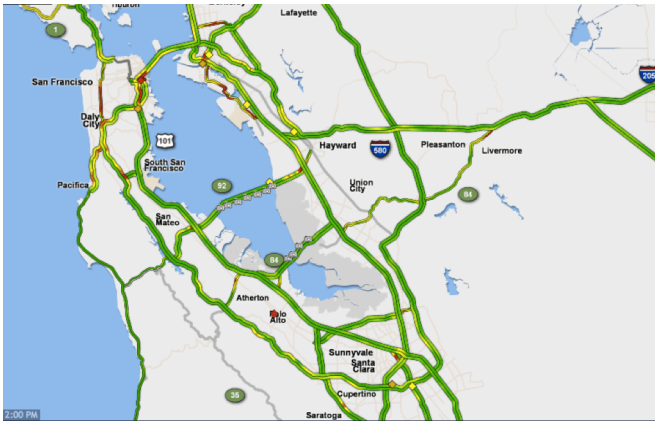 Tiburon
Lafayette
1
205
San Francisco
Daly
City
101
Hayward
580
Pleasanton
Livermore
South San
Francisco
Pacifica
92
Union
City
84
San
Mateo
84
Atherton
Palo
Alto
Sunnyvale
Santa
Clara
Cupertino
35
Saratoga
2:00 PM